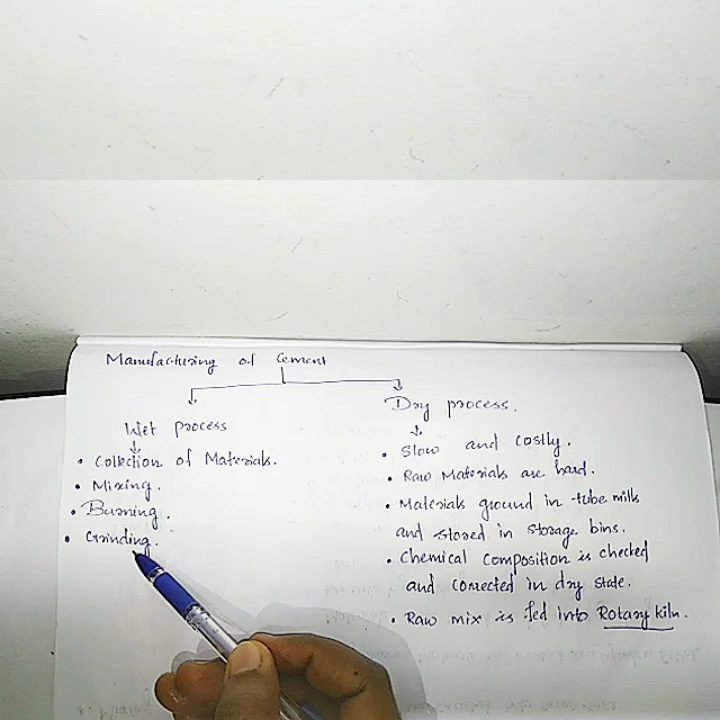 Manufacturing of Cement
Wet process
• Collection of Materials.
• Mixing.
• Burning.
• Grinding.
Dry process.
• Slow and costly.
• Raw Materials are hard.
• Materials ground in tube mills
and stored in storage bins.
• Chemical composition is checked
and corrected in dry state.
• Raw mix is fed into Rotary kiln.